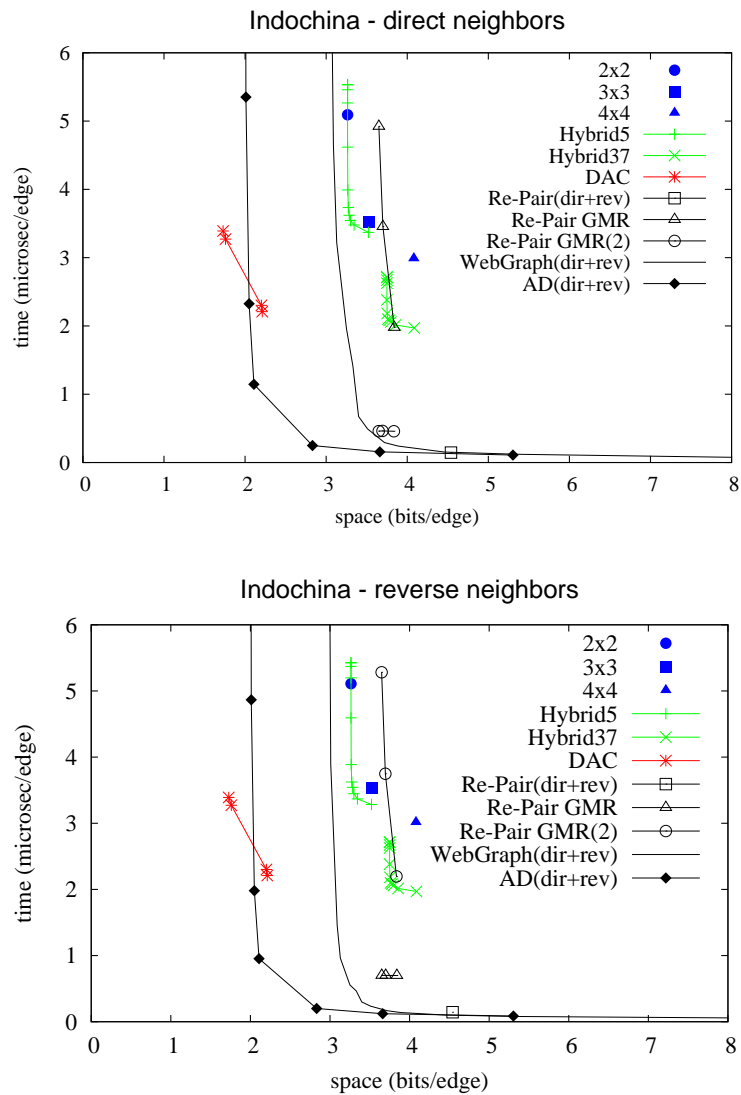 Indochina - direct neighbors
6
5
4
3
2
1
0
time (microsec/edge)
2x2
3x3
4x4
Hybrid5
Hybrid37
DAC
Re-Pair(dir+rev)
Re-Pair GMR
Re-Pair GMR(2)
WebGraph(dir+rev)
AD(dir+rev)
0 1 2 3 4 5 6 7 8
space (bits/edge)
Indochina - reverse neighbors
6
5
4
3
2
1
0
time (microsec/edge)
2x2
3x3
4x4
Hybrid5
Hybrid37
DAC
Re-Pair(dir+rev)
Re-Pair GMR
Re-Pair GMR(2)
WebGraph(dir+rev)
AD(dir+rev)
0 1 2 3 4 5 6 7 8
space (bits/edge)